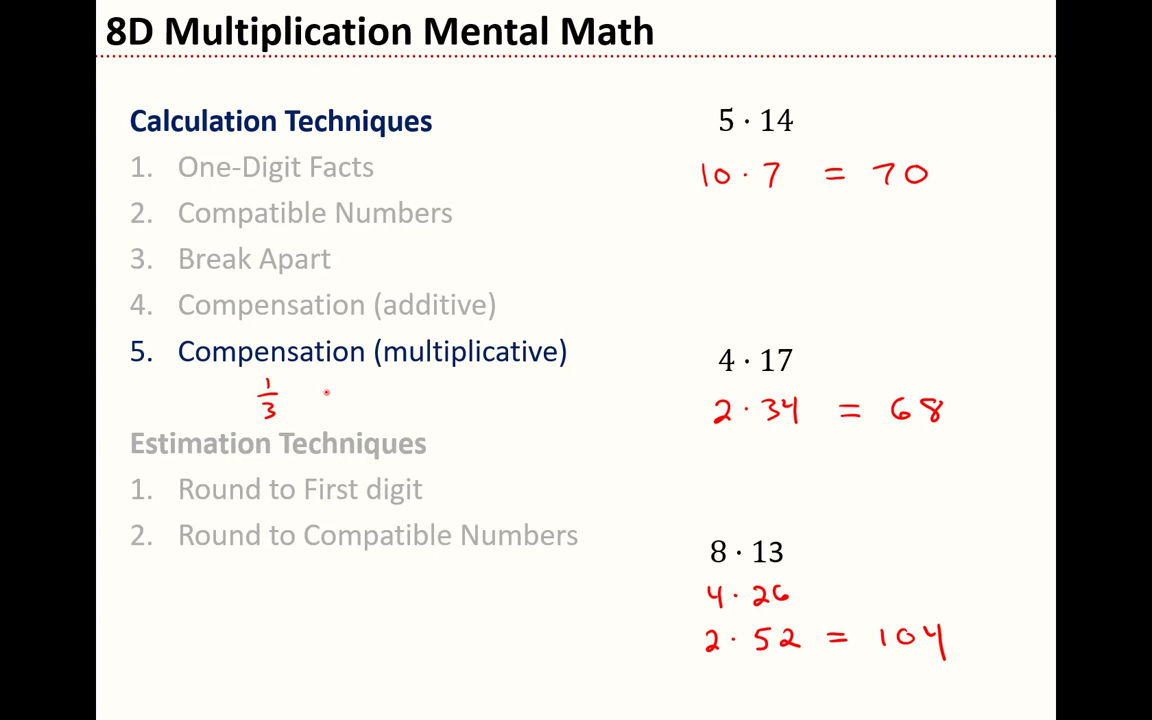 8D Multiplication Mental Math
Calculation Techniques
1. One-Digit Facts
2. Compatible Numbers
3. Break Apart
4. Compensation (additive)
5. Compensation (multiplicative)
1/3
Estimation Techniques
1. Round to First digit
2. Round to Compatible Numbers
5 · 14
10 · 7 = 70
4 · 17
2 · 34 = 68
8 · 13
4 · 26
2 · 52 = 104